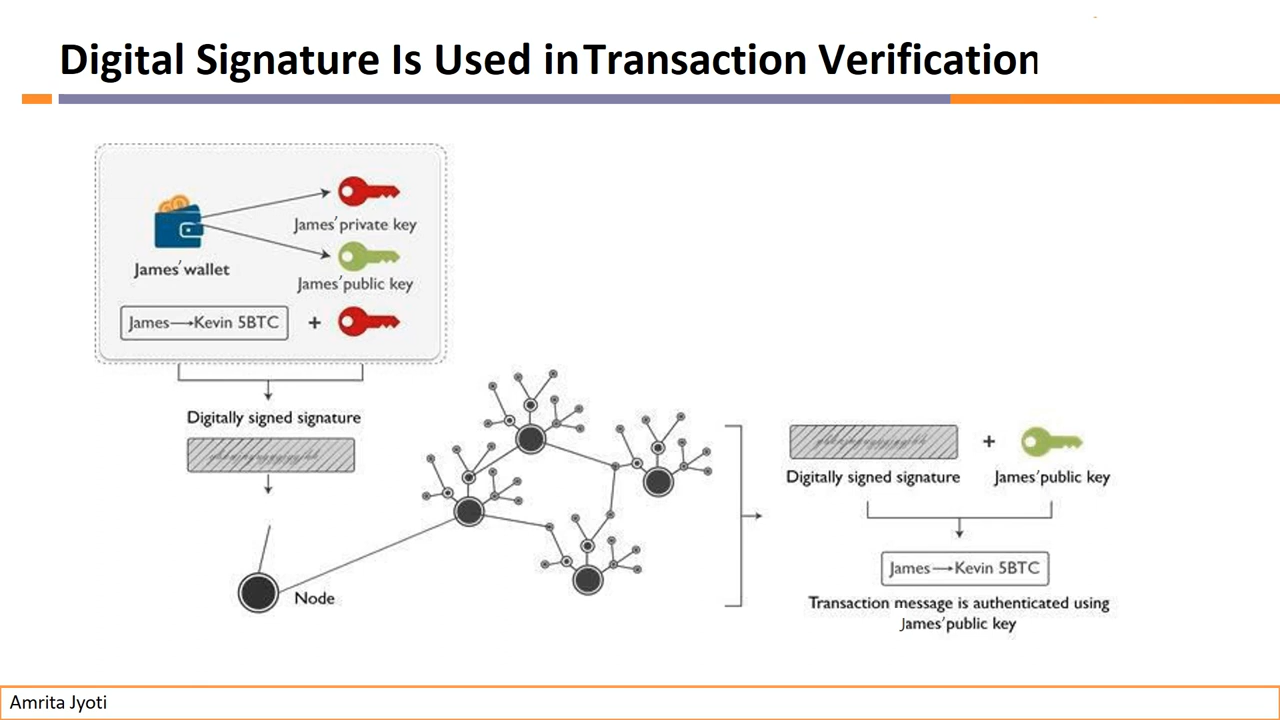 Digital Signature Is Used in Transaction Verification
James' private key
James' wallet
James' public key
James→Kevin 5BTC
+
Digitally signed signature
Node
+
Digitally signed signature
James' public key
James→Kevin 5BTC
Transaction message is authenticated using
James' public key
Amrita Jyoti